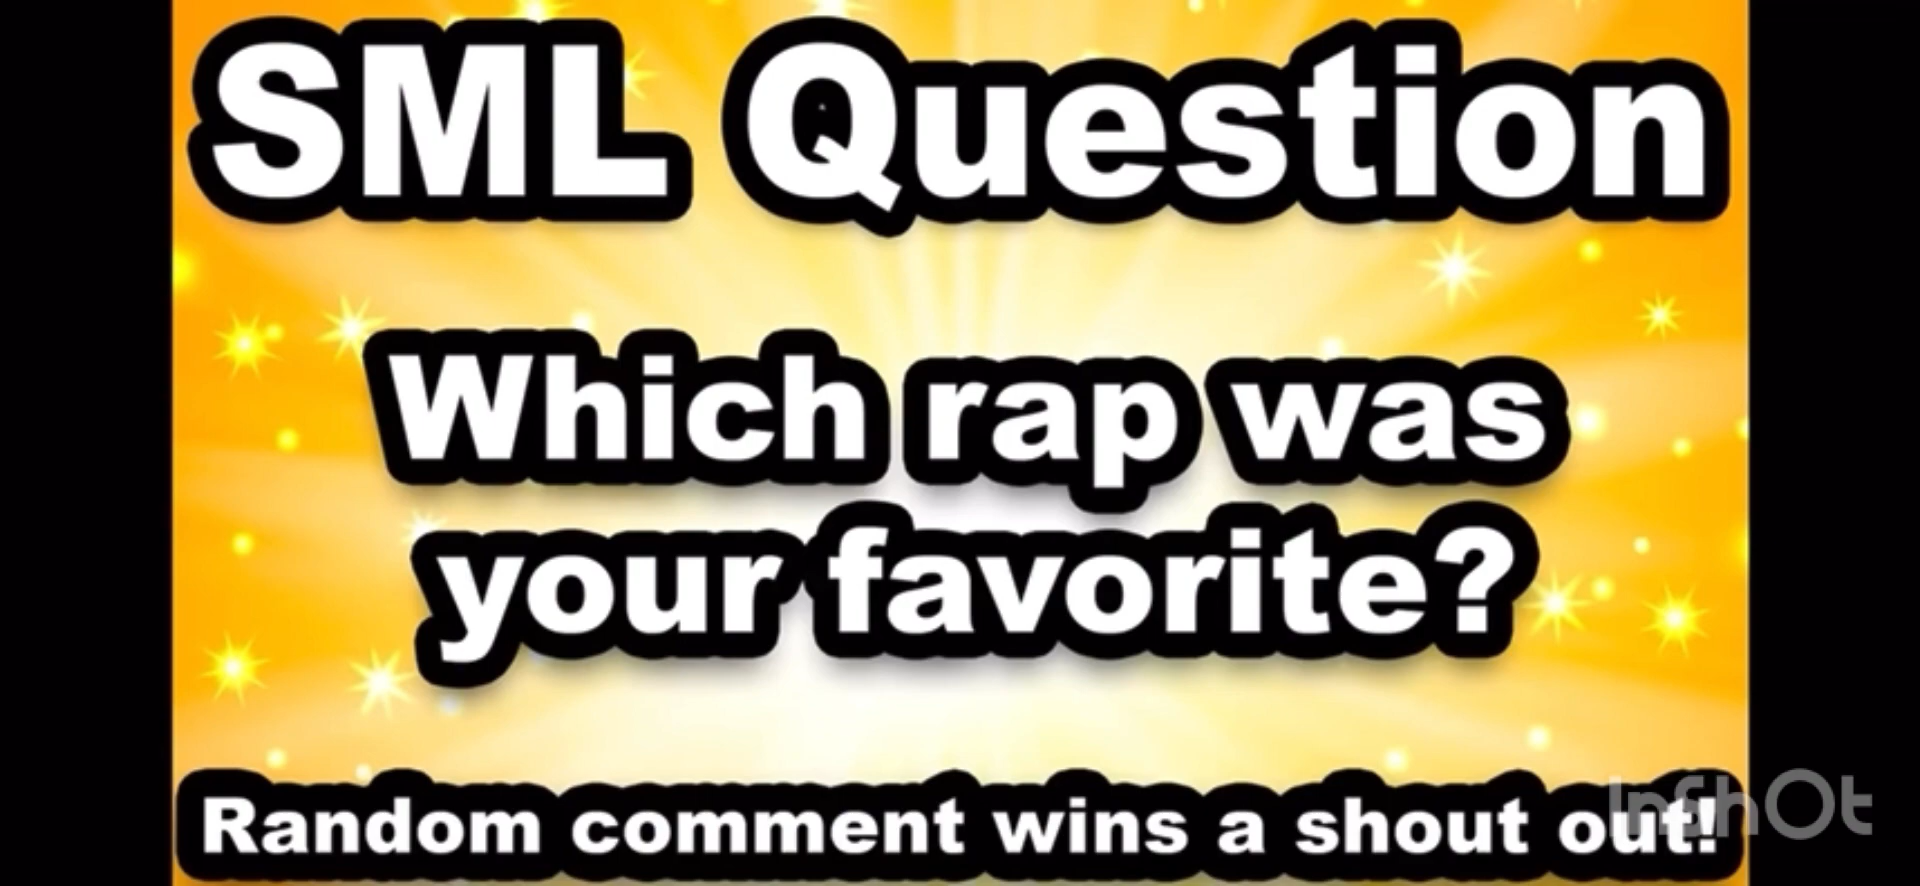 SML Question
Which rap was
your favorite?
Random comment wins a shout out!
InShOt